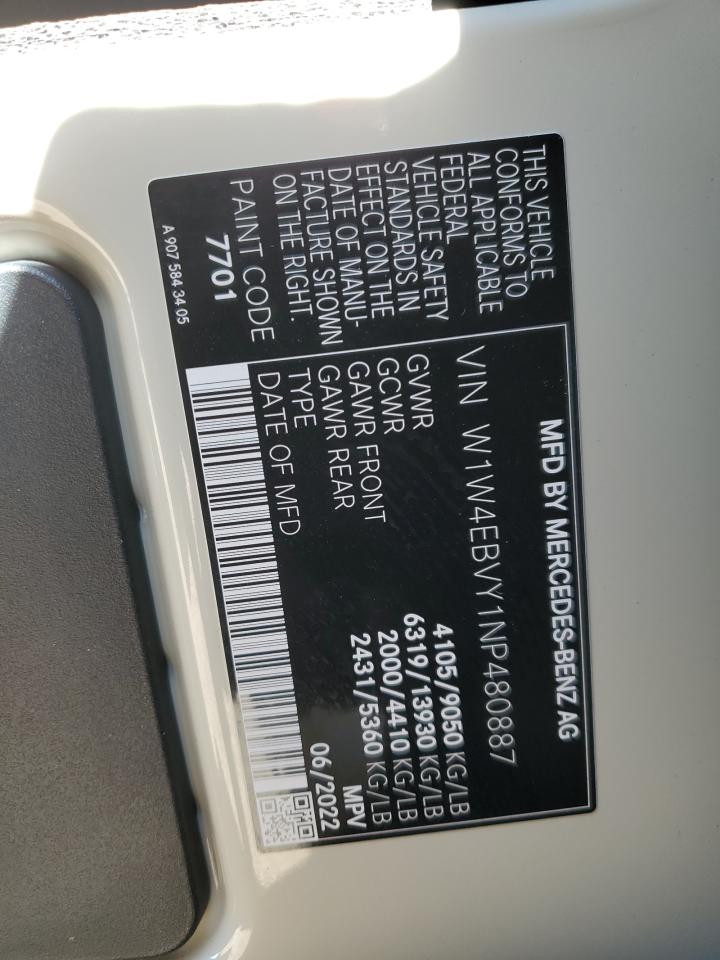 MFD BY MERCEDES-BENZ AG
THIS VEHICLE
CONFORMS TO
ALL APPLICABLE
FEDERAL
VEHICLE SAFETY
STANDARDS IN
EFFECT ON THE
DATE OF MANU-
FACTURE SHOWN
ON THE RIGHT.
PAINT CODE
7701
A 907 584 34 05
VIN W1W4EBVY1NP480887
GVWR 4105/9050 KG/LB
GCWR 6319/13930 KG/LB
GAWR FRONT 2000/4410 KG/LB
GAWR REAR 2431/5360 KG/LB
TYPE MPV
DATE OF MFD 06/2022